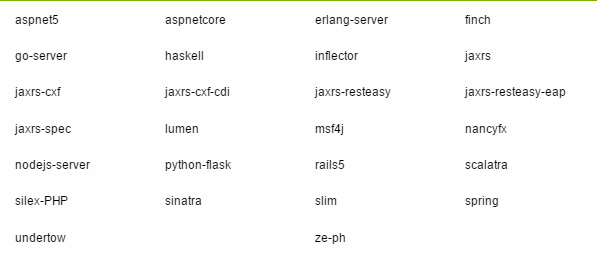 aspnet5 aspnetcore erlang-server finch
go-server haskell inflector jaxrs
jaxrs-cxf jaxrs-cxf-cdi jaxrs-resteasy jaxrs-resteasy-eap
jaxrs-spec lumen msf4j nancyfx
nodejs-server python-flask rails5 scalatra
silex-PHP sinatra slim spring
undertow ze-ph